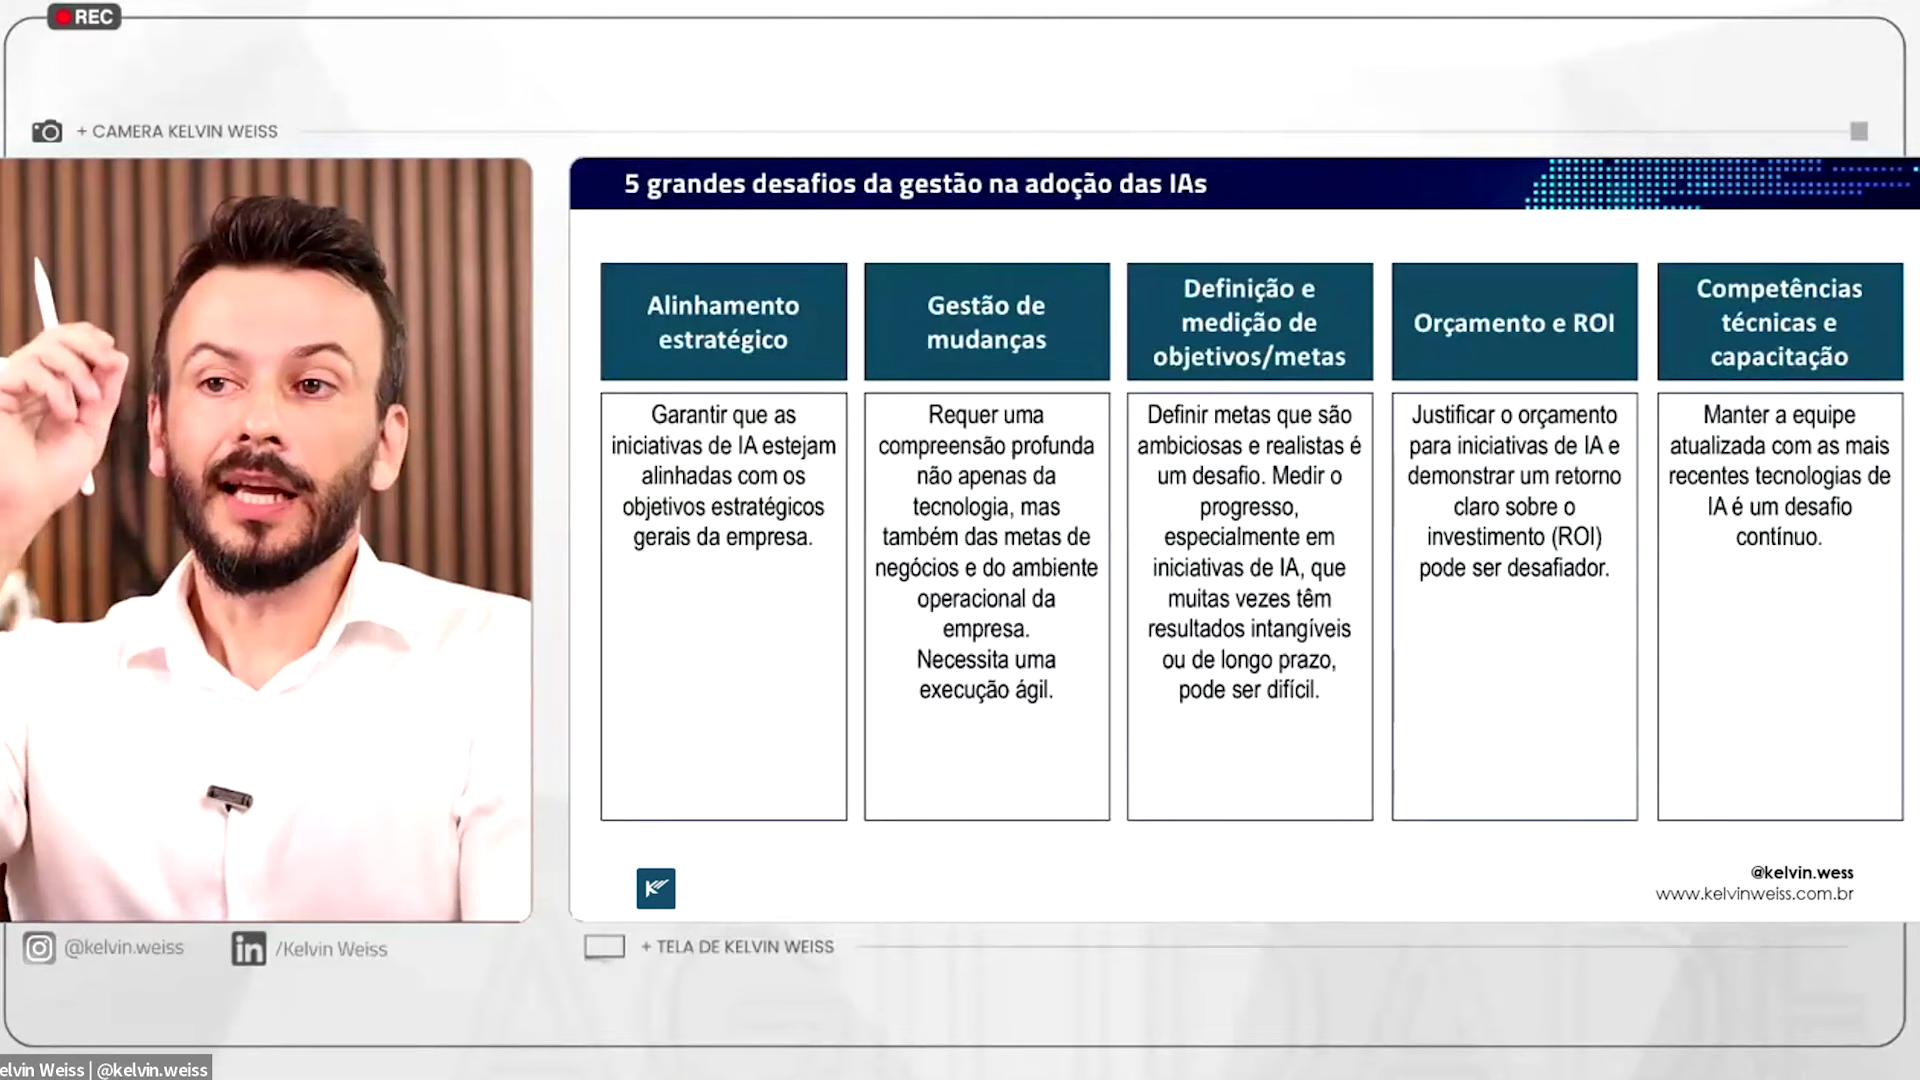 REC
+ CAMERA KELVIN WEISS
5 grandes desafios da gestão na adoção das IAs
Alinhamento
estratégico
Garantir que as
iniciativas de IA estejam
alinhadas com os
objetivos estratégicos
gerais da empresa.
Gestão de
mudanças
Requer uma
compreensão profunda
não apenas da
tecnologia, mas
também das metas de
negócios e do ambiente
operacional da
empresa.
Necessita uma
execução ágil.
Definição e
medição de
objetivos/metas
Definir metas que são
ambiciosas e realistas é
um desafio. Medir o
progresso,
especialmente em
iniciativas de IA, que
muitas vezes têm
resultados intangíveis
ou de longo prazo,
pode ser difícil.
Orçamento e ROI
Justificar o orçamento
para iniciativas de IA e
demonstrar um retorno
claro sobre o
investimento (ROI)
pode ser desafiador.
Competências
técnicas e
capacitação
Manter a equipe
atualizada com as mais
recentes tecnologias de
IA é um desafio
contínuo.
@kelvin.wess
www.kelvinweiss.com.br
@kelvin.weiss
in /Kelvin Weiss
+ TELA DE KELVIN WEISS
elvin Weiss | @kelvin.weiss